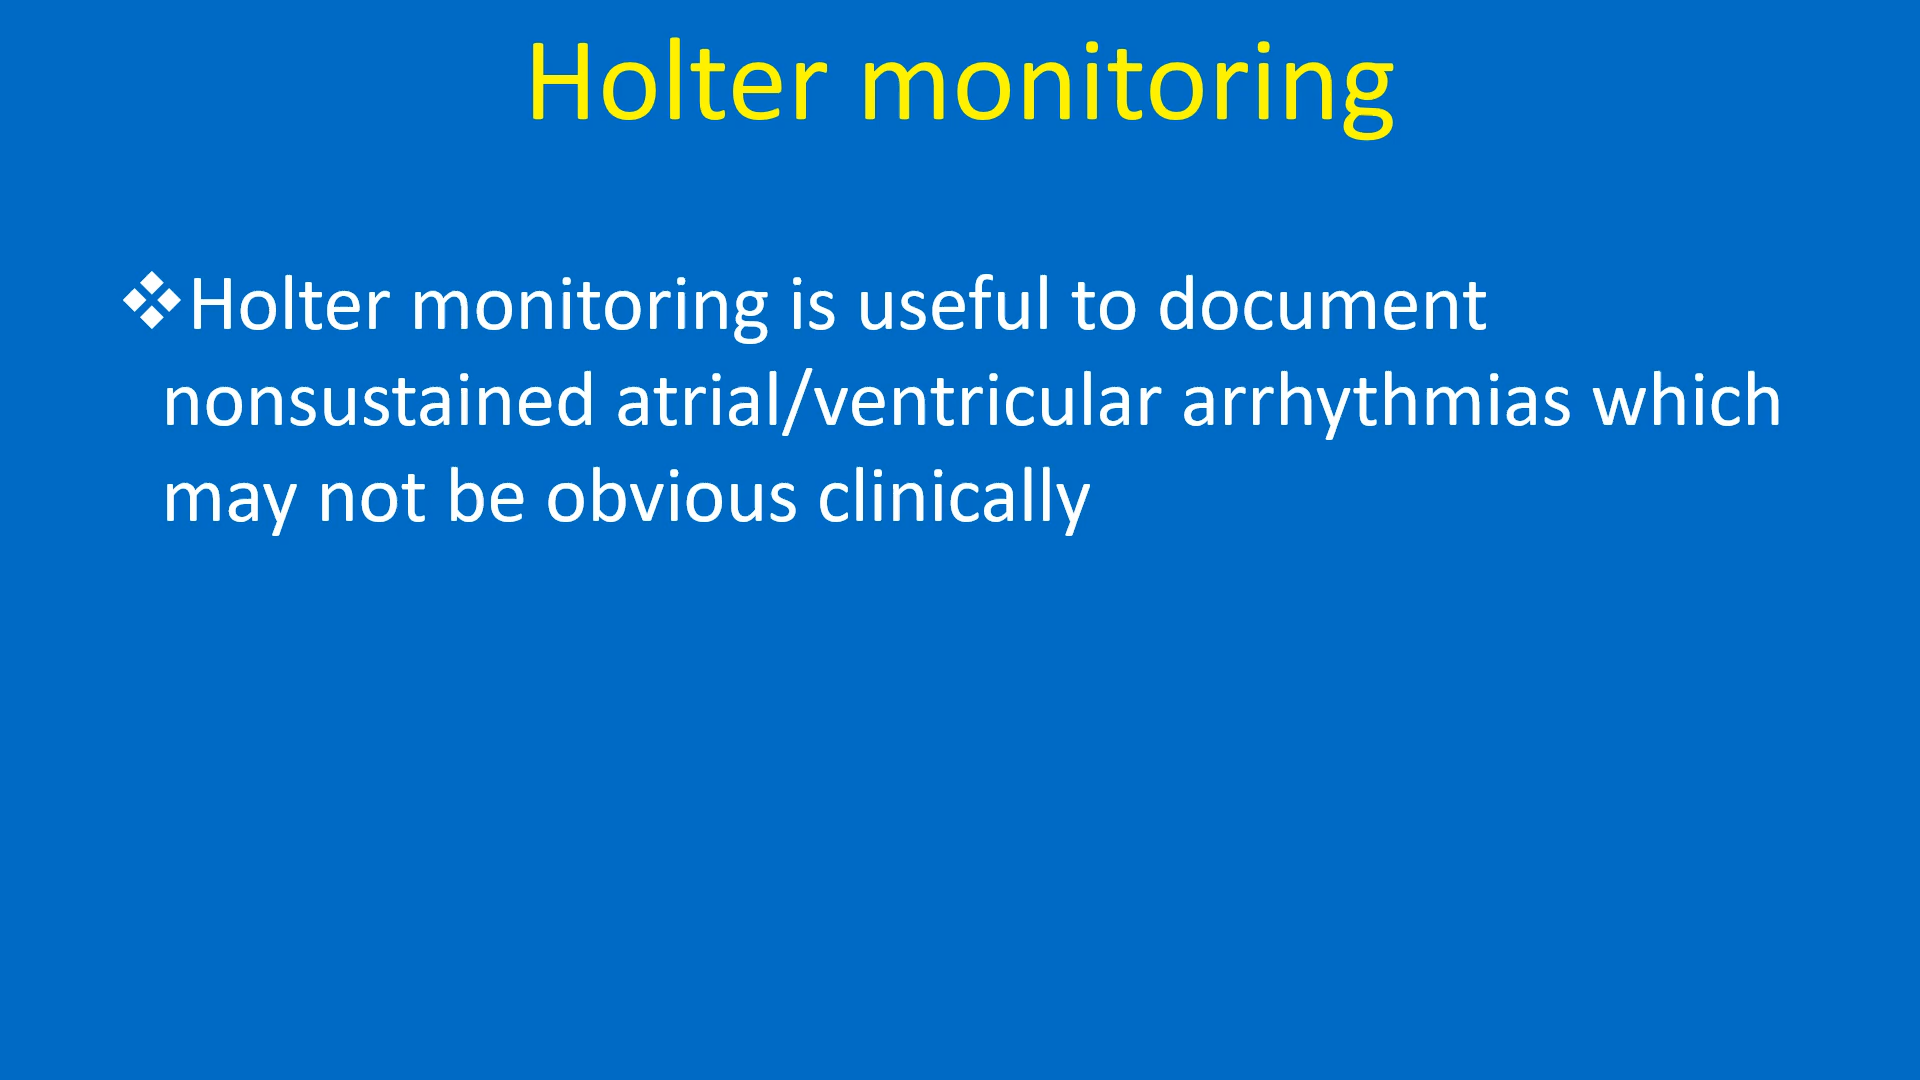 Holter monitoring
❖Holter monitoring is useful to document
nonsustained atrial/ventricular arrhythmias which
may not be obvious clinically